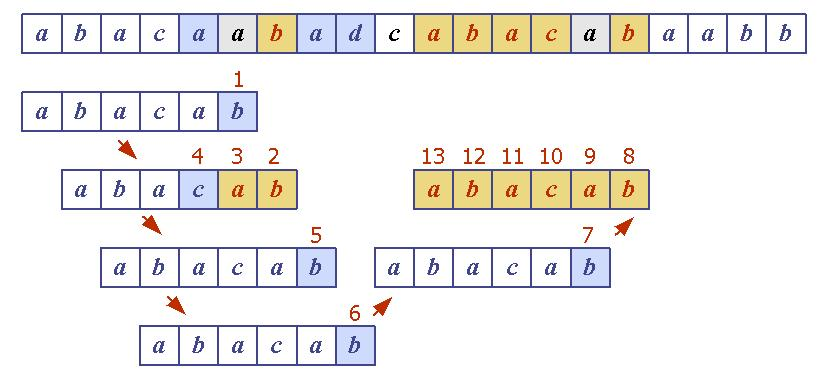 a b a c a a b a d c a b a c a b a a b b
1
a b a c a b
4 3 2 13 12 11 10 9 8
a b a c a b a b a c a b
5 7
a b a c a b a b a c a b
6
a b a c a b